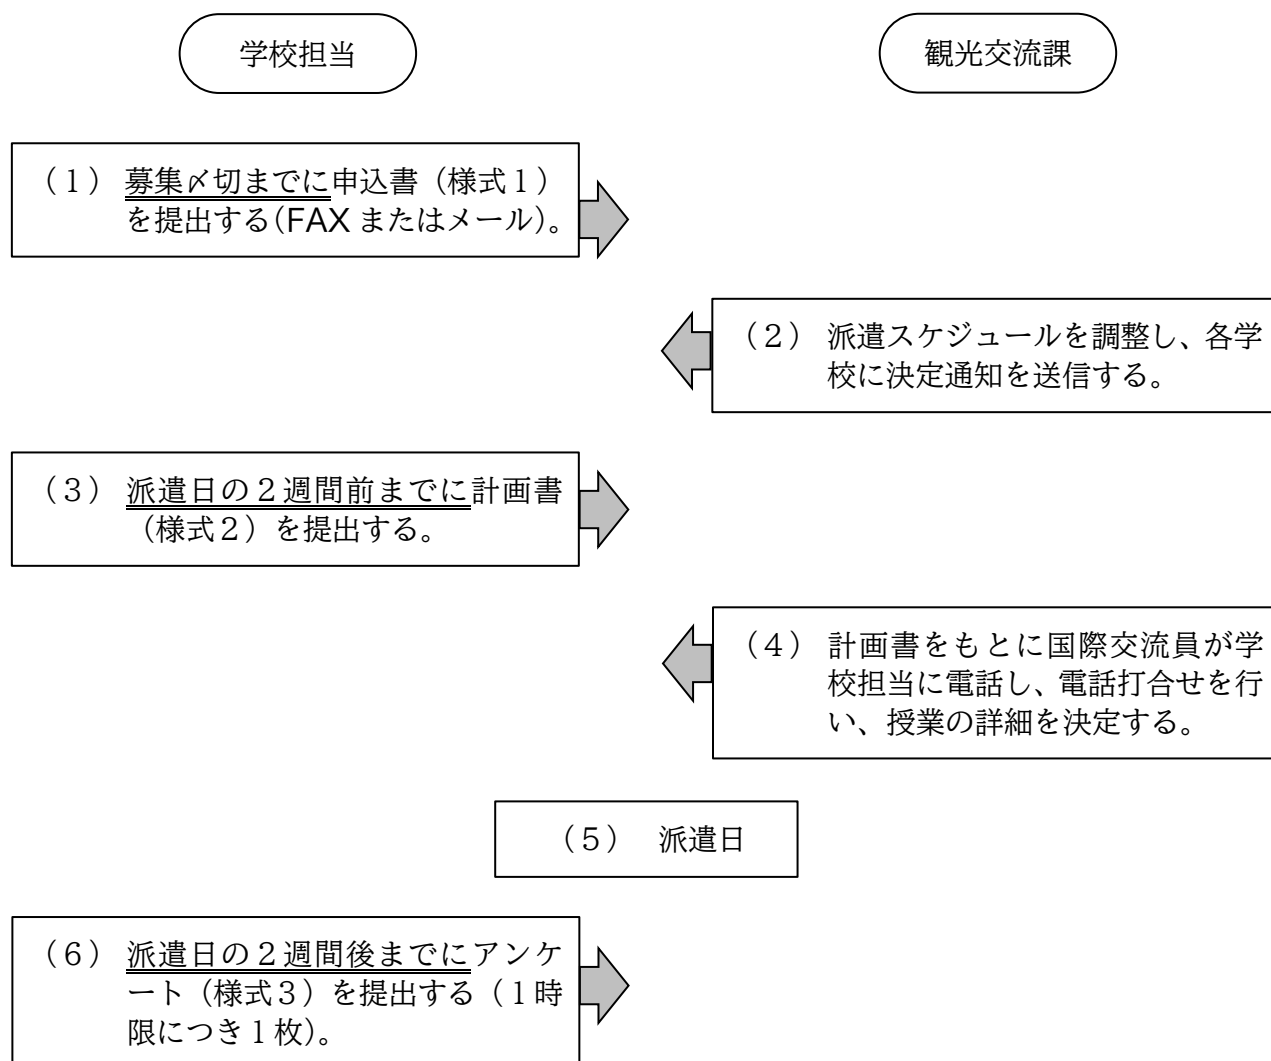 学校担当
観光交流課
（１） 募集〆切までに申込書（様式１）
を提出する（FAX またはメール）。
（２） 派遣スケジュールを調整し、各学
校に決定通知を送信する。
（３） 派遣日の２週間前までに計画書
（様式２）を提出する。
（４） 計画書をもとに国際交流員が学
校担当に電話し、電話打合せを行
い、授業の詳細を決定する。
（５） 派遣日
（６） 派遣日の２週間後までにアンケ
ート（様式３）を提出する（１時
限につき１枚）。